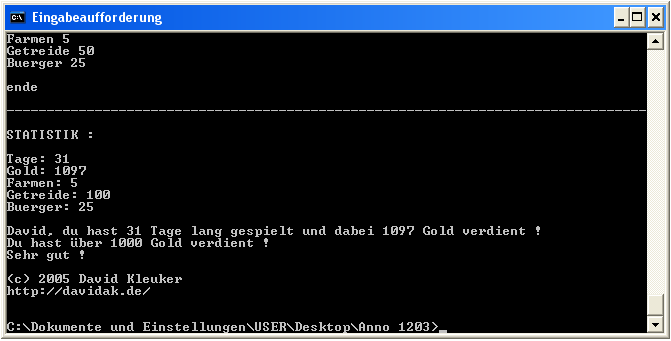 Eingabeaufforderung
Farmen 5
Getreide 50
Buerger 25
ende
--------------------------------------------------------------------------------
STATISTIK :
Tage: 31
Gold: 1097
Farmen: 5
Getreide: 100
Buerger: 25
David, du hast 31 Tage lang gespielt und dabei 1097 Gold verdient !
Du hast über 1000 Gold verdient !
Sehr gut !
(c) 2005 David Kleuker
http://davidak.de/
C:\Dokumente und Einstellungen\USER\Desktop\Anno 1203>_